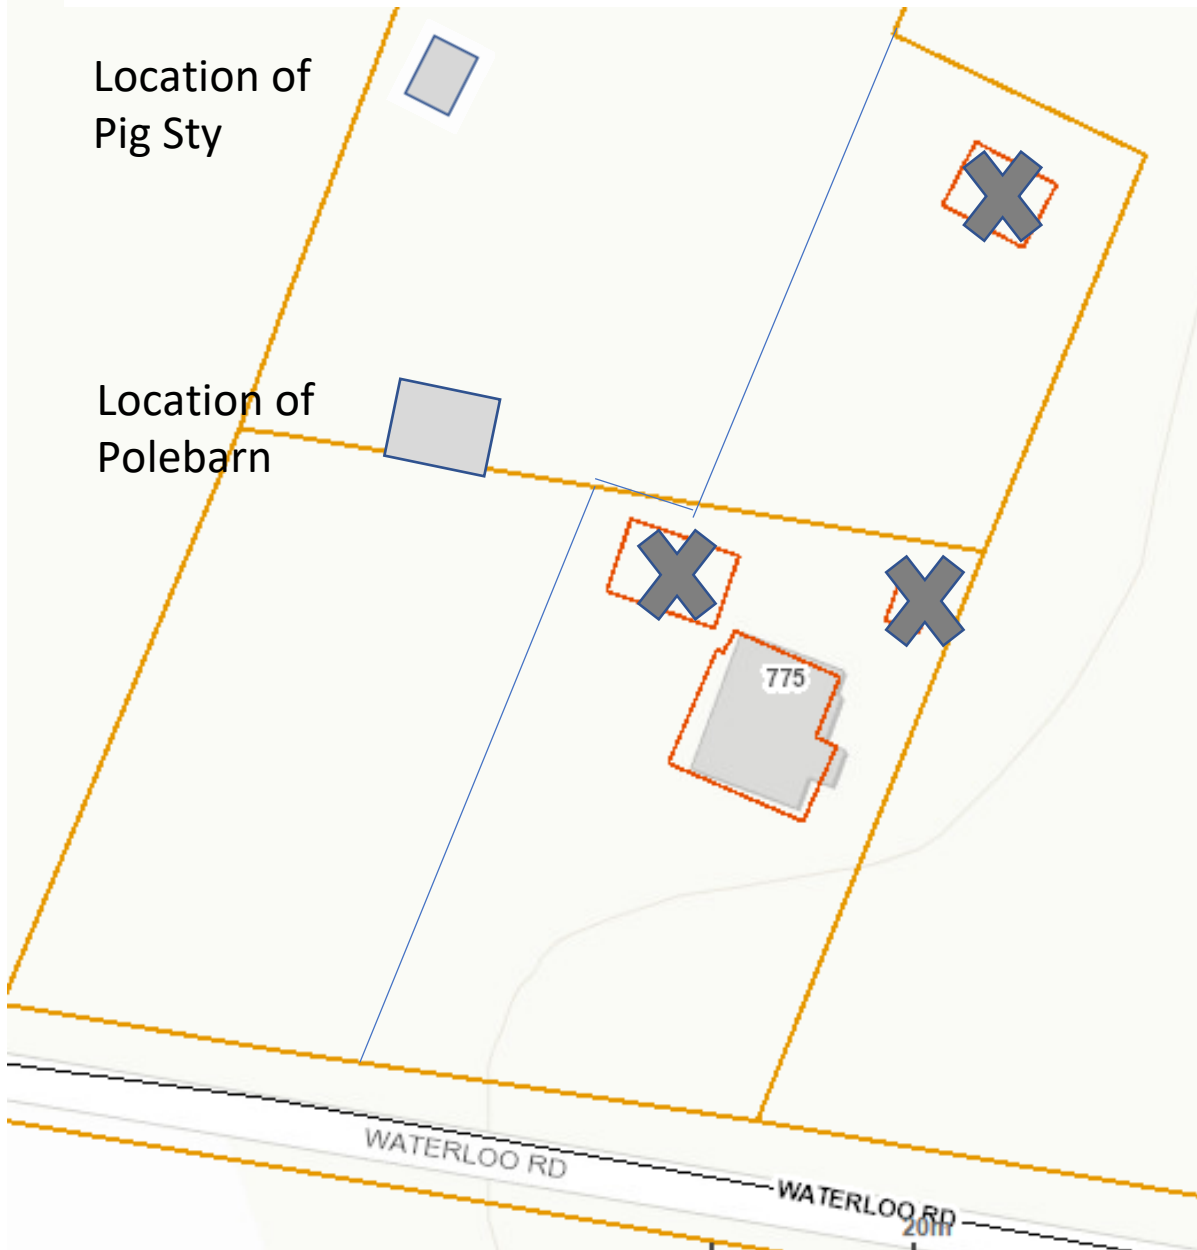 Location of
Pig Sty
Location of
Polebarn
775
WATERLOO RD
WATERLOO RD
20m